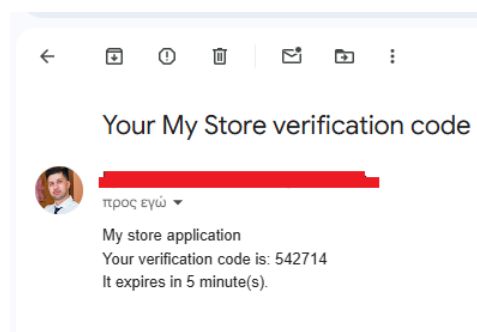 Your My Store verification code
προς εγώ
My store application
Your verification code is: 542714
It expires in 5 minute(s).